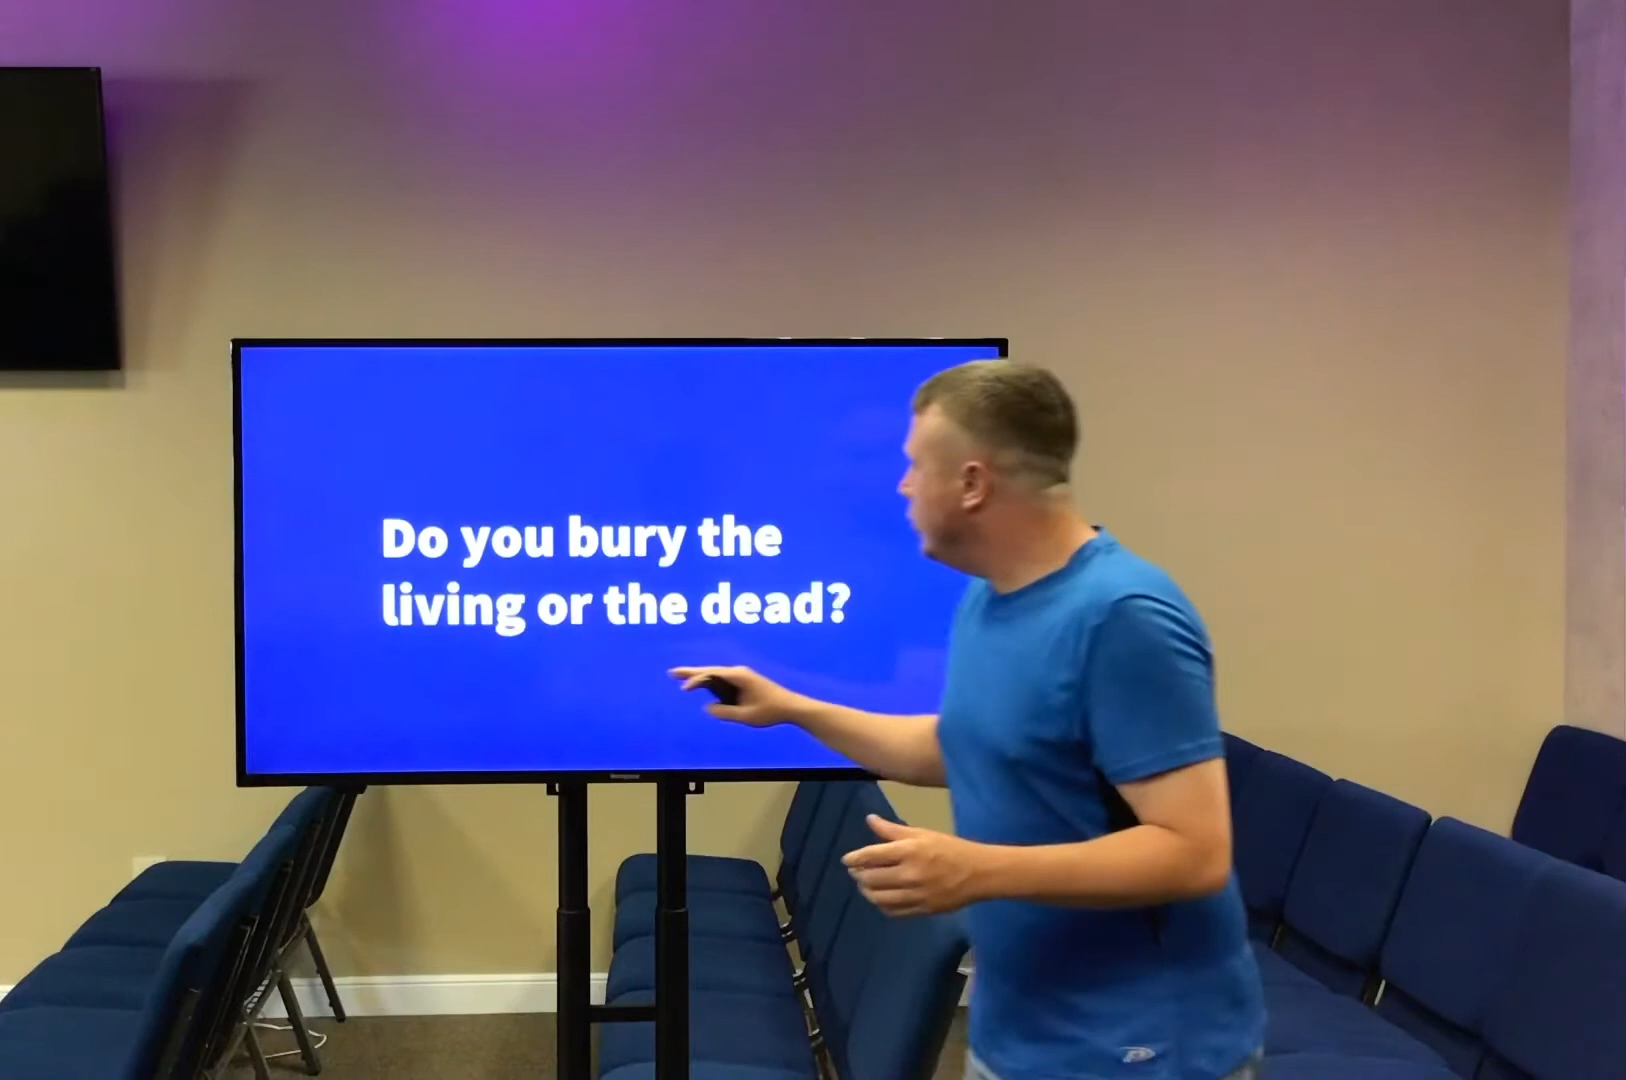 Do you bury the
living or the dead?